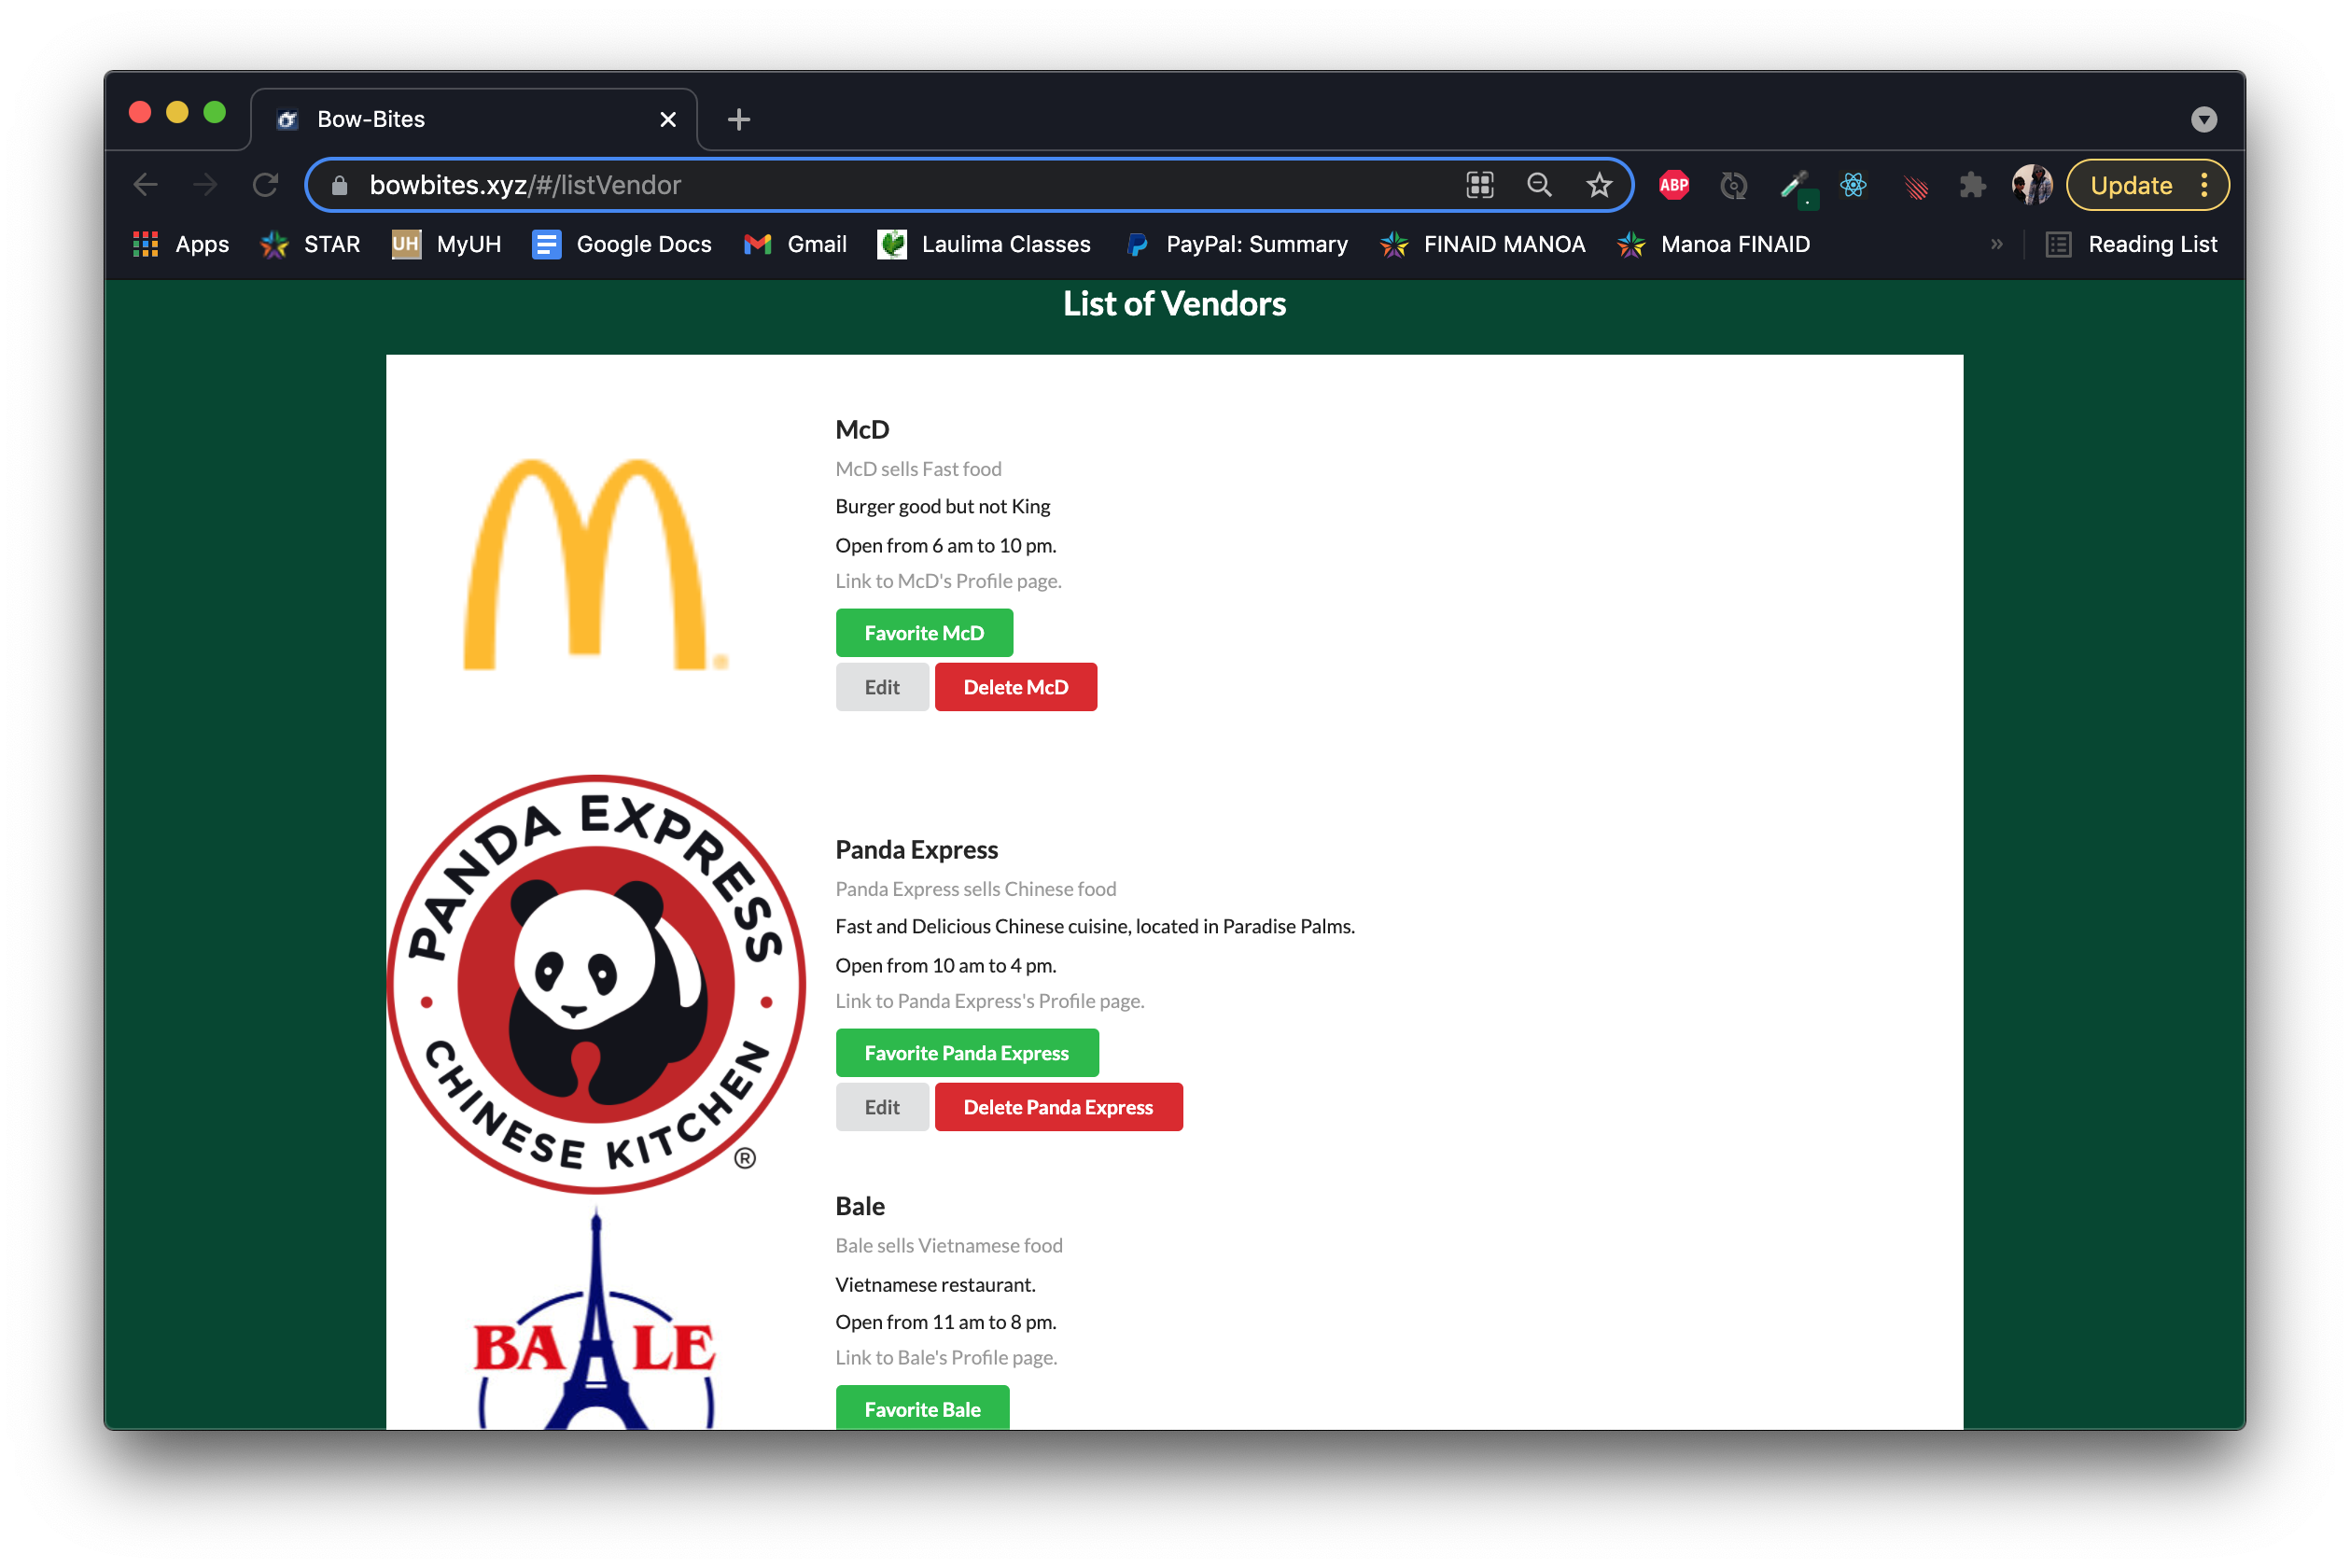 Bow-Bites
bowbites.xyz/#/listVendor
ABP
Update
Apps
STAR
UH
MyUH
Google Docs
Gmail
Laulima Classes
PayPal: Summary
FINAID MANOA
Manoa FINAID
»
Reading List
List of Vendors
McD
McD sells Fast food
Burger good but not King
Open from 6 am to 10 pm.
Link to McD's Profile page.
Favorite McD
Edit
Delete McD
PANDA EXPRESS
CHINESE KITCHEN
®
Panda Express
Panda Express sells Chinese food
Fast and Delicious Chinese cuisine, located in Paradise Palms.
Open from 10 am to 4 pm.
Link to Panda Express's Profile page.
Favorite Panda Express
Edit
Delete Panda Express
BA LE
Bale
Bale sells Vietnamese food
Vietnamese restaurant.
Open from 11 am to 8 pm.
Link to Bale's Profile page.
Favorite Bale